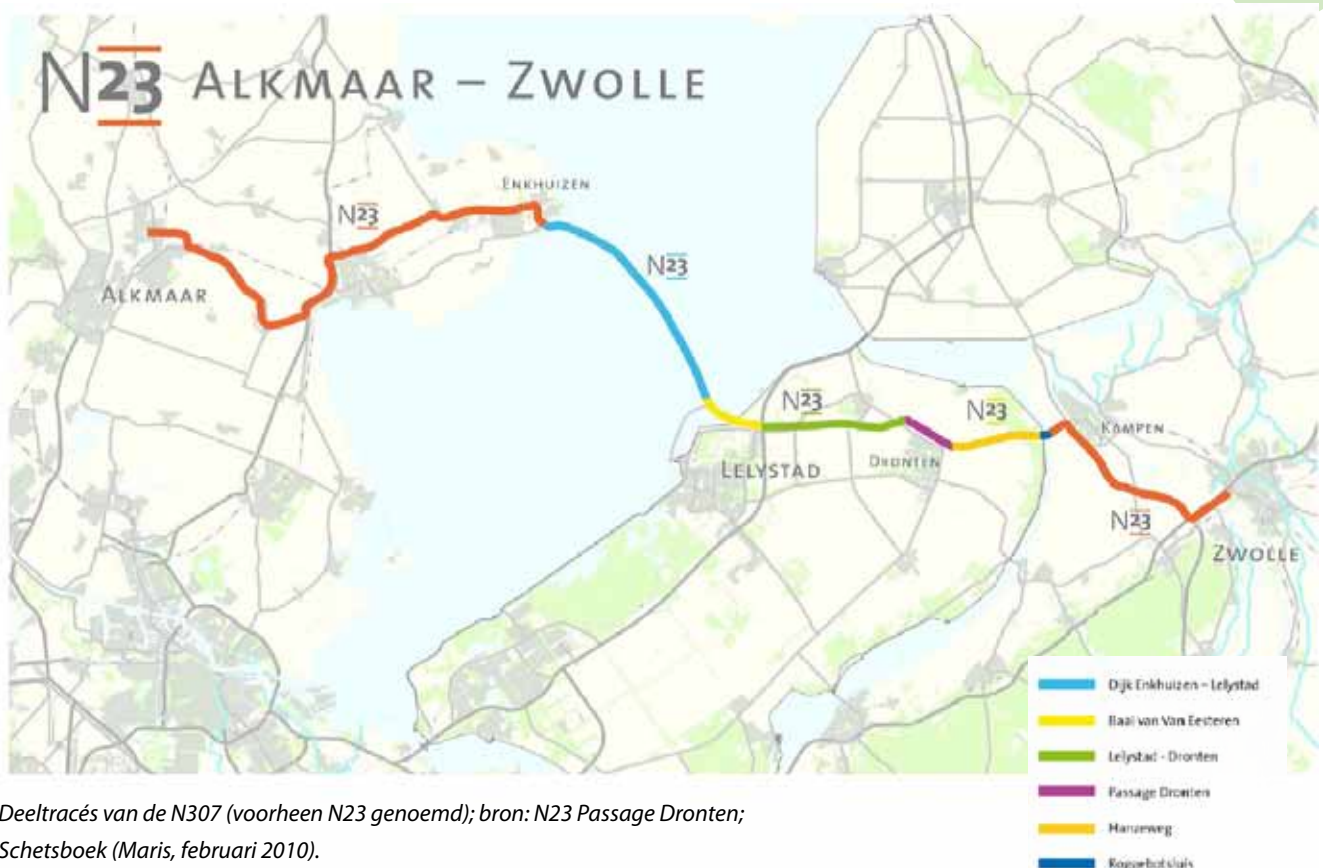 N23 ALKMAAR – ZWOLLE
ENKHUIZEN
N23
N23
ALKMAAR
N23
N23
KAMPEN
LELYSTAD
DRONTEN
N23
ZWOLLE
Dijk Enkhuizen – Lelystad
Baai van Van Eesteren
Lelystad - Dronten
Passage Dronten
Hanzeweg
Roggebotsluis
Deeltracés van de N307 (voorheen N23 genoemd); bron: N23 Passage Dronten;
Schetsboek (Maris, februari 2010).